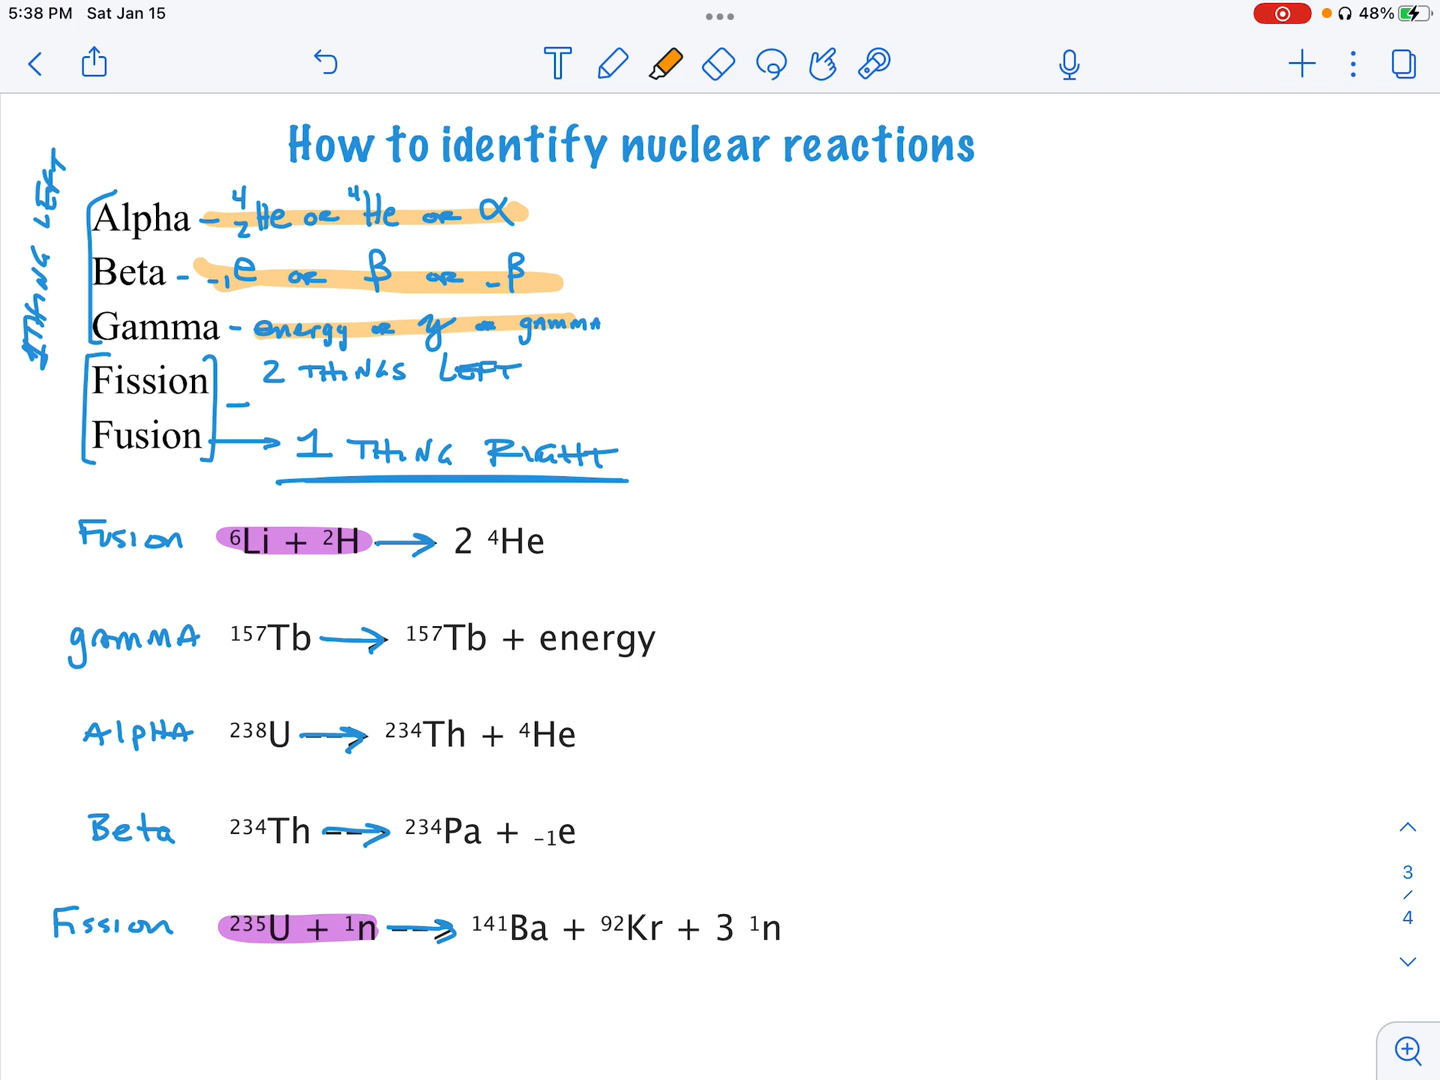 5:38 PM Sat Jan 15
48%
How to identify nuclear reactions
1 THING LEFT
Alpha – ⁴₂He or ⁴He or α
Beta - ₋₁e or β or ₋β
Gamma - energy or γ or gamma
Fission – 2 THINGS LEFT
Fusion → 1 THING RIGHT
Fusion ⁶Li + ²H → 2 ⁴He
gamma ¹⁵⁷Tb → ¹⁵⁷Tb + energy
Alpha ²³⁸U → ²³⁴Th + ⁴He
Beta ²³⁴Th → ²³⁴Pa + ₋₁e
Fission ²³⁵U + ¹n → ¹⁴¹Ba + ⁹²Kr + 3 ¹n
3
/
4